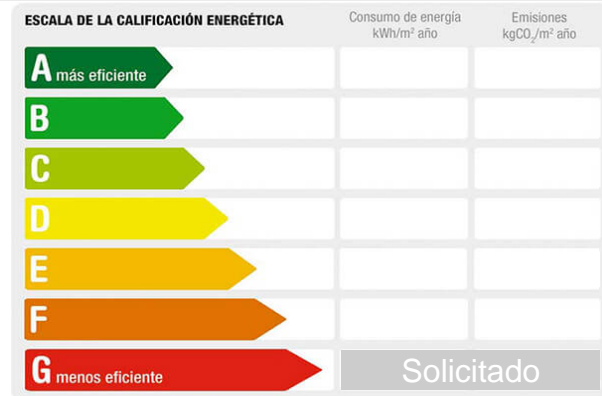 ESCALA DE LA CALIFICACIÓN ENERGÉTICA
Consumo de energía
kWh/m² año
Emisiones
kgCO₂/m² año
A más eficiente
B
C
D
E
F
G menos eficiente
Solicitado